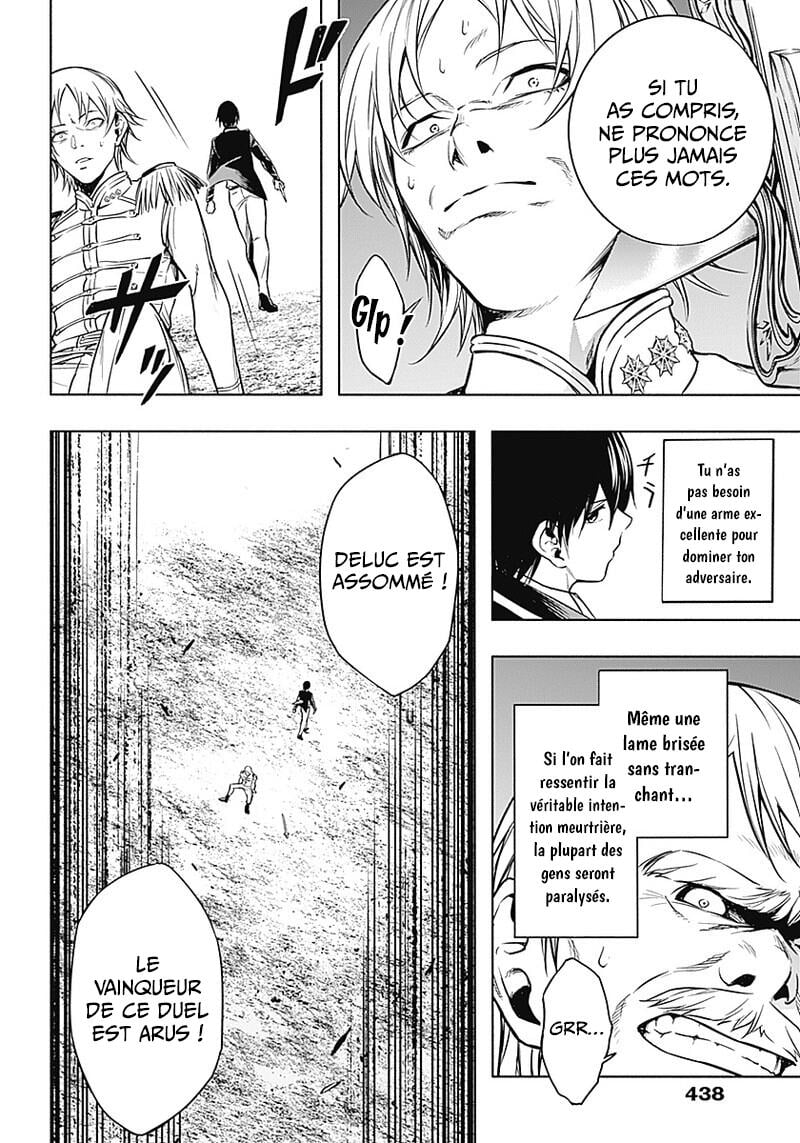 SI TU
AS COMPRIS,
NE PRONONCE
PLUS JAMAIS
CES MOTS.
Glp !
Tu n'as
pas besoin
d'une arme ex-
cellente pour
dominer ton
adversaire.
チラ
Même une
lame brisée
sans tran-
chant...
Si l'on fait
ressentir la
véritable inten-
tion meurtrière,
la plupart des
gens seront
paralysés.
GRR...
DELUC EST
ASSOMMÉ !
LE
VAINQUEUR
DE CE DUEL
EST ARUS !
438